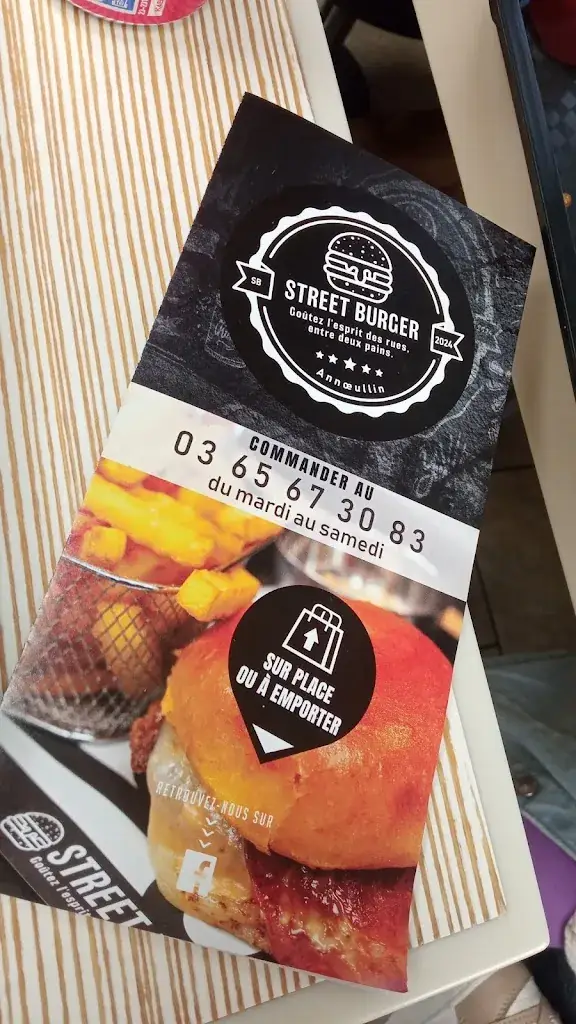 SB
STREET BURGER
2024
Goûtez l'esprit des rues,
entre deux pains.
Annœullin
COMMANDER AU
03 65 67 30 83
du mardi au samedi
SUR PLACE
OU À EMPORTER
RETROUVEZ-NOUS SUR
f
STREET
Goûtez l'espri